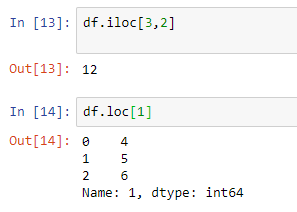 In [13]: df.iloc[3,2]
Out[13]: 12
In [14]: df.loc[1]
Out[14]: 0    4
1    5
2    6
Name: 1, dtype: int64